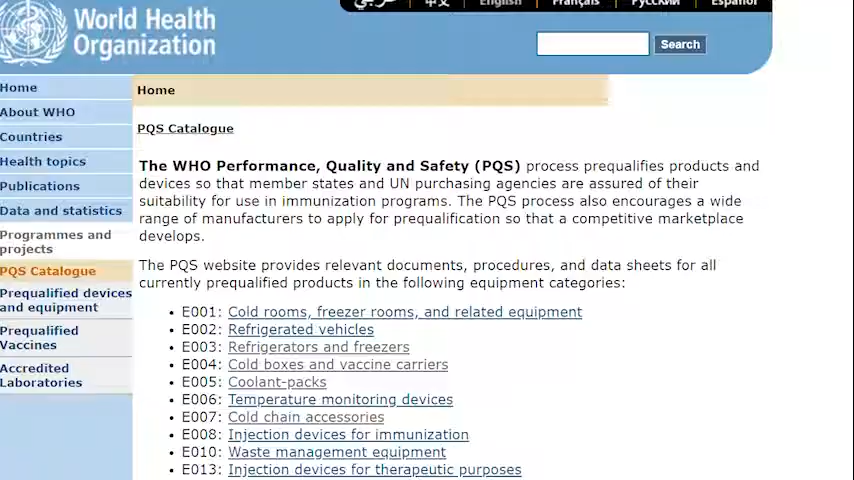 عربي 中文 English Français Русский Español
World Health
Organization
Search
Home
About WHO
Countries
Health topics
Publications
Data and statistics
Programmes and
projects
PQS Catalogue
Prequalified devices
and equipment
Prequalified
Vaccines
Accredited
Laboratories
Home
PQS Catalogue
The WHO Performance, Quality and Safety (PQS) process prequalifies products and
devices so that member states and UN purchasing agencies are assured of their
suitability for use in immunization programs. The PQS process also encourages a wide
range of manufacturers to apply for prequalification so that a competitive marketplace
develops.
The PQS website provides relevant documents, procedures, and data sheets for all
currently prequalified products in the following equipment categories:
• E001: Cold rooms, freezer rooms, and related equipment
• E002: Refrigerated vehicles
• E003: Refrigerators and freezers
• E004: Cold boxes and vaccine carriers
• E005: Coolant-packs
• E006: Temperature monitoring devices
• E007: Cold chain accessories
• E008: Injection devices for immunization
• E010: Waste management equipment
• E013: Injection devices for therapeutic purposes